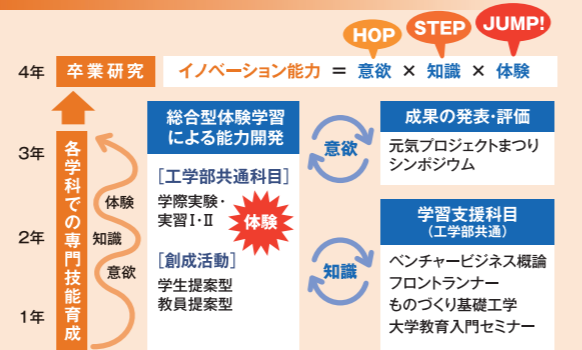 HOP
STEP
JUMP!
4年
卒業研究
イノベーション能力 = 意欲 × 知識 × 体験
3年
2年
1年
各学科での専門技能育成
体験
知識
意欲
総合型体験学習
による能力開発
[工学部共通科目]
学際実験・
実習Ⅰ・Ⅱ
体験
[創成活動]
学生提案型
教員提案型
意欲
知識
成果の発表・評価
元気プロジェクトまつり
シンポジウム
学習支援科目
(工学部共通)
ベンチャービジネス概論
フロントランナー
ものづくり基礎工学
大学教育入門セミナー